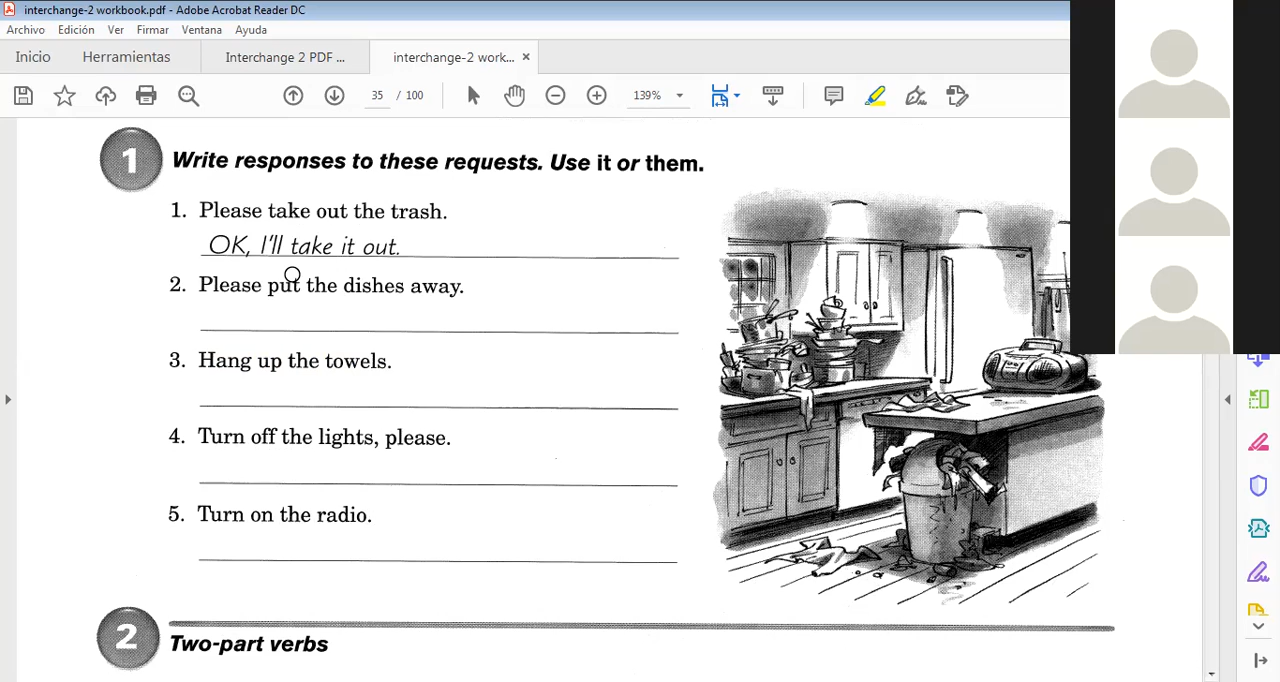 interchange-2 workbook.pdf - Adobe Acrobat Reader DC
Archivo Edición Ver Firmar Ventana Ayuda
Inicio Herramientas Interchange 2 PDF ... interchange-2 work... ×
35 / 100 139%
1 Write responses to these requests. Use it or them.
1. Please take out the trash.
OK, I'll take it out.
2. Please put the dishes away.
3. Hang up the towels.
4. Turn off the lights, please.
5. Turn on the radio.
2 Two-part verbs